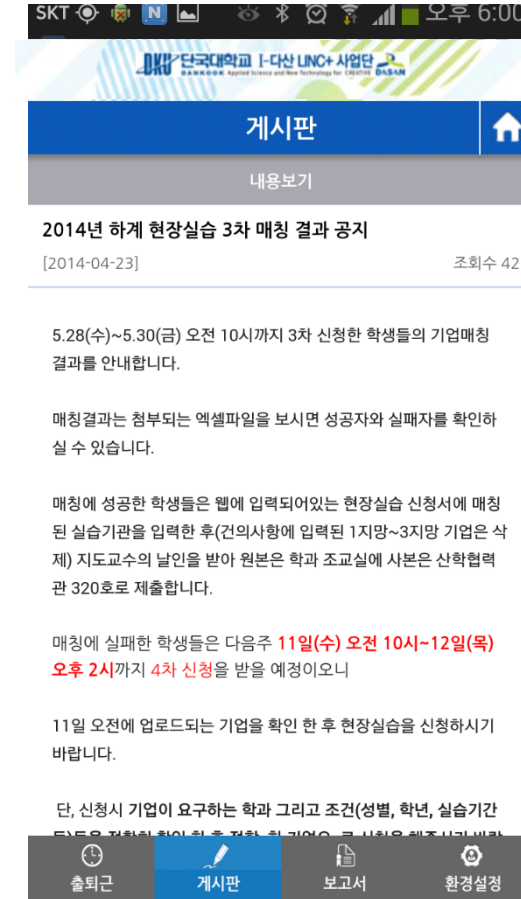 SKT N 오후 6:00
DKU 단국대학교 I-다산 LINC+ 사업단
DANKOOK Applied Science and New Technology for CREATIVE DASAN
게시판
내용보기
2014년 하계 현장실습 3차 매칭 결과 공지
[2014-04-23] 조회수 42
5.28(수)~5.30(금) 오전 10시까지 3차 신청한 학생들의 기업매칭
결과를 안내합니다.
매칭결과는 첨부되는 엑셀파일을 보시면 성공자와 실패자를 확인하
실 수 있습니다.
매칭에 성공한 학생들은 웹에 입력되어있는 현장실습 신청서에 매칭
된 실습기관을 입력한 후(건의사항에 입력된 1지망~3지망 기업은 삭
제) 지도교수의 날인을 받아 원본은 학과 조교실에 사본은 산학협력
관 320호로 제출합니다.
매칭에 실패한 학생들은 다음주 11일(수) 오전 10시~12일(목)
오후 2시까지 4차 신청을 받을 예정이오니
11일 오전에 업로드되는 기업을 확인 한 후 현장실습을 신청하시기
바랍니다.
단, 신청시 기업이 요구하는 학과 그리고 조건(성별, 학년, 실습기간
출퇴근 게시판 보고서 환경설정